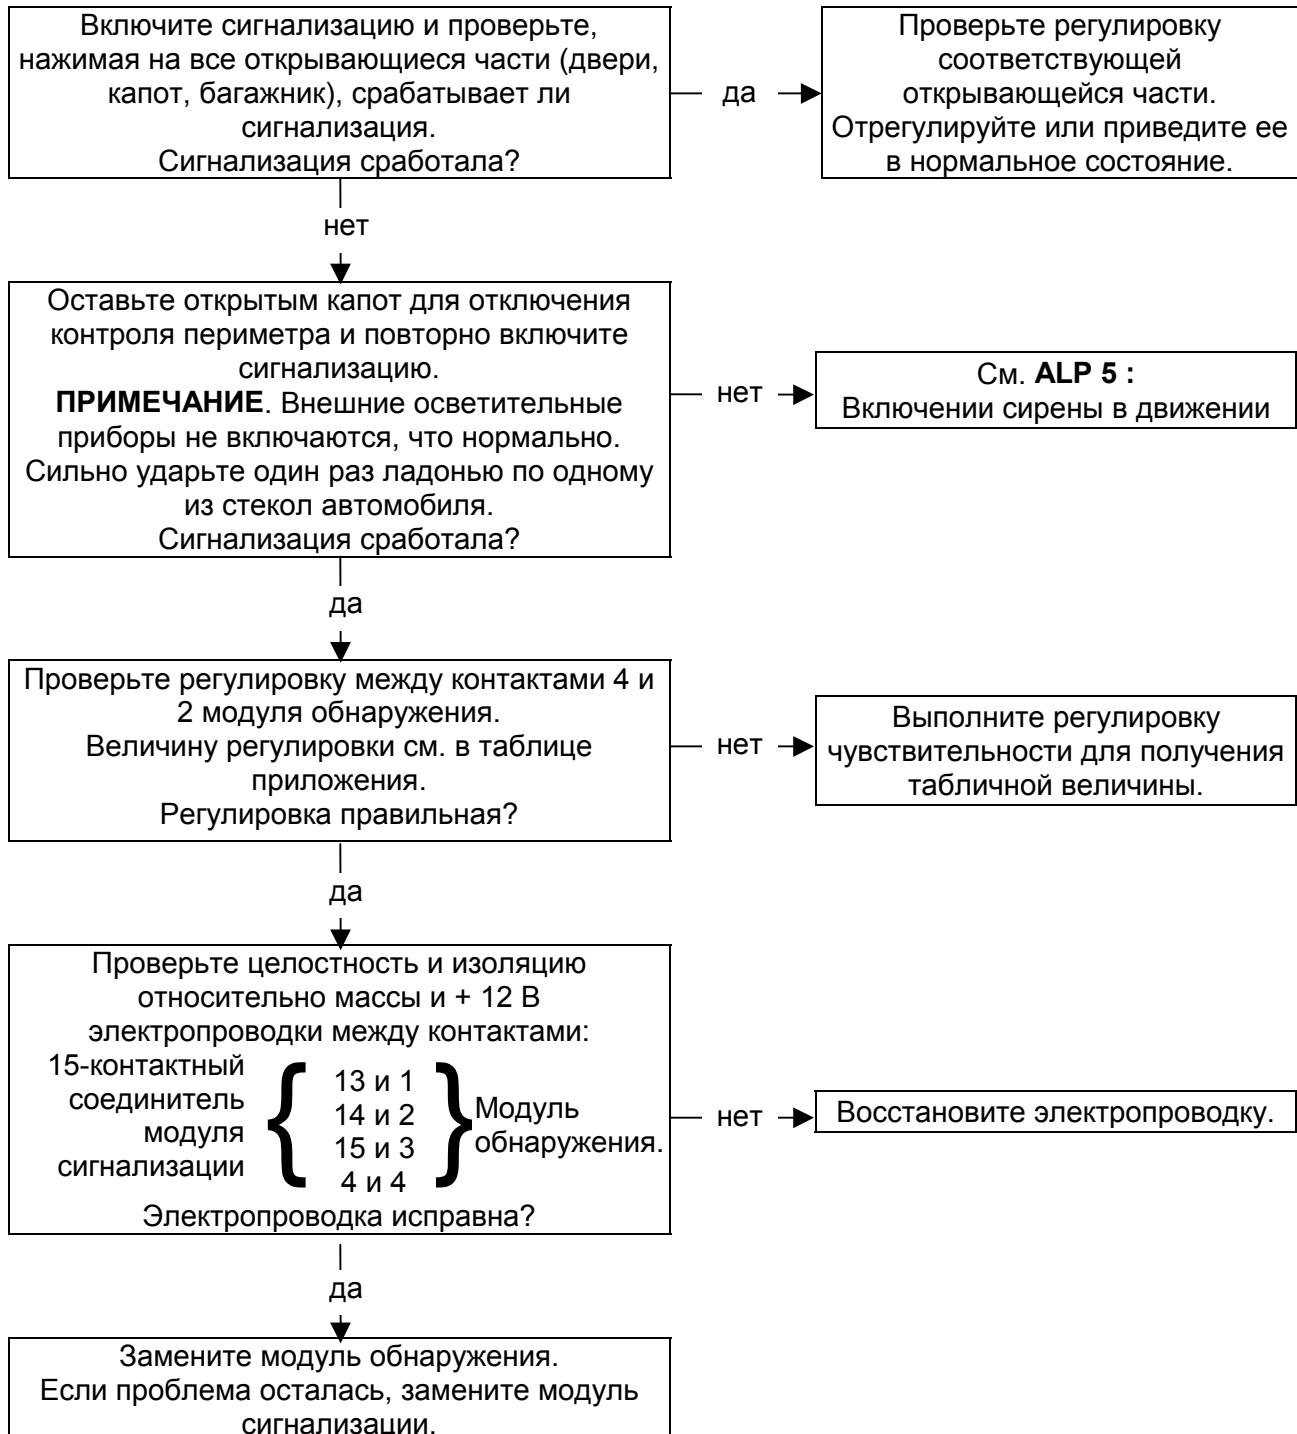 Включите сигнализацию и проверьте,
нажимая на все открывающиеся части (двери,
капот, багажник), срабатывает ли
сигнализация.
Сигнализация сработала?
да
Проверьте регулировку
соответствующей
открывающейся части.
Отрегулируйте или приведите ее
в нормальное состояние.
нет
Оставьте открытым капот для отключения
контроля периметра и повторно включите
сигнализацию.
ПРИМЕЧАНИЕ. Внешние осветительные
приборы не включаются, что нормально.
Сильно ударьте один раз ладонью по одному
из стекол автомобиля.
Сигнализация сработала?
нет
См. ALP 5 :
Включении сирены в движении
да
Проверьте регулировку между контактами 4 и
2 модуля обнаружения.
Величину регулировки см. в таблице
приложения.
Регулировка правильная?
нет
Выполните регулировку
чувствительности для получения
табличной величины.
да
Проверьте целостность и изоляцию
относительно массы и + 12 В
электропроводки между контактами:
15-контактный
соединитель
модуля
сигнализации
{
13 и 1
14 и 2
15 и 3
4 и 4
}
Модуль
обнаружения.
Электропроводка исправна?
нет
Восстановите электропроводку.
да
Замените модуль обнаружения.
Если проблема осталась, замените модуль
сигнализации.